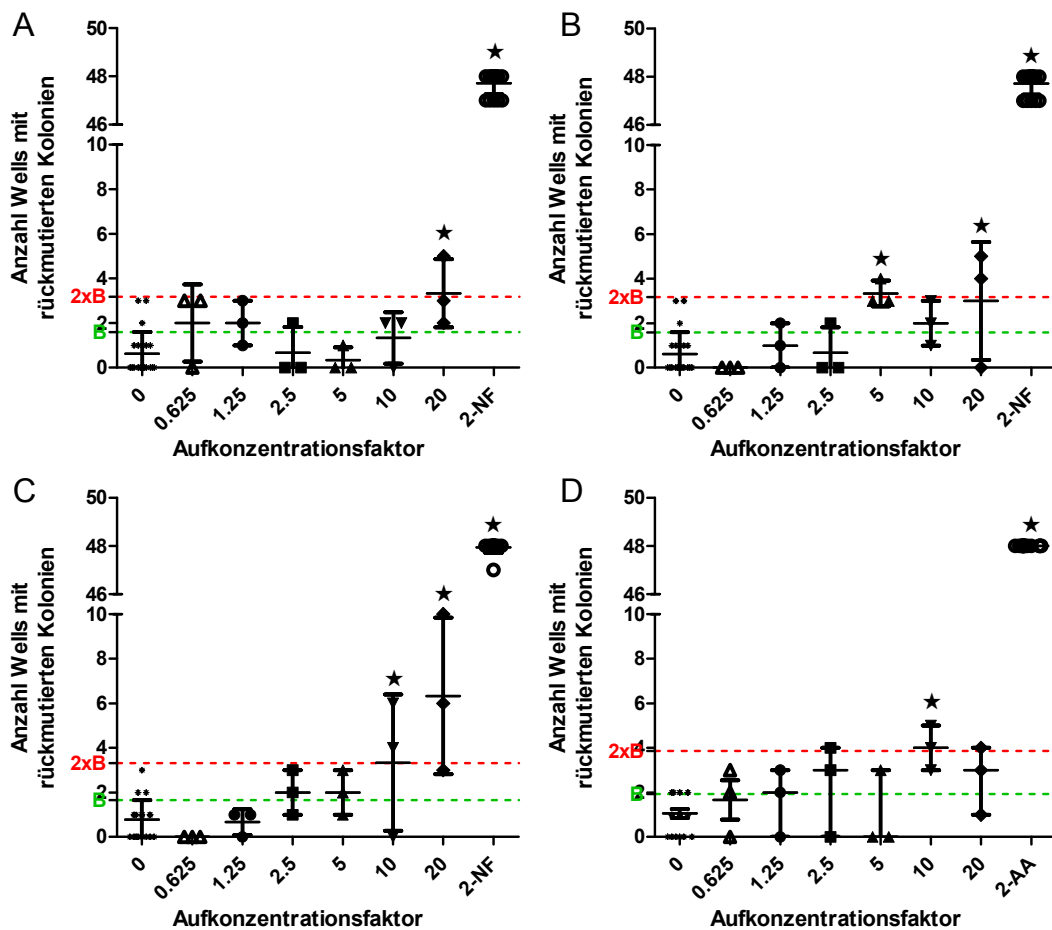 A
Anzahl Wells mit
rückmutierten Kolonien
50
48
46
10
8
6
4
2xB
2
B
0
0
0.625
1.25
2.5
5
10
20
2-NF
Aufkonzentrationsfaktor
B
Anzahl Wells mit
rückmutierten Kolonien
50
48
46
10
8
6
4
2xB
2
B
0
0
0.625
1.25
2.5
5
10
20
2-NF
Aufkonzentrationsfaktor
C
Anzahl Wells mit
rückmutierten Kolonien
50
48
46
10
8
6
4
2xB
2
B
0
0
0.625
1.25
2.5
5
10
20
2-NF
Aufkonzentrationsfaktor
D
Anzahl Wells mit
rückmutierten Kolonien
50
48
46
10
8
6
4
2xB
2
B
0
0
0.625
1.25
2.5
5
10
20
2-AA
Aufkonzentrationsfaktor